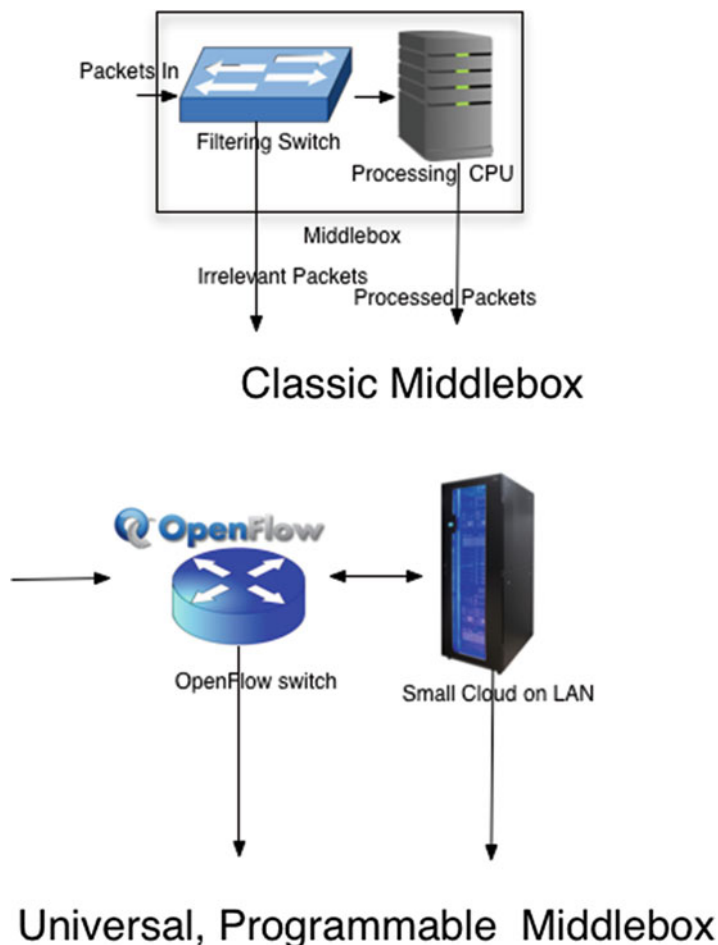 Packets In
Filtering Switch
Processing CPU
Middlebox
Irrelevant Packets
Processed Packets
Classic Middlebox
OpenFlow
OpenFlow switch
Small Cloud on LAN
Universal, Programmable Middlebox